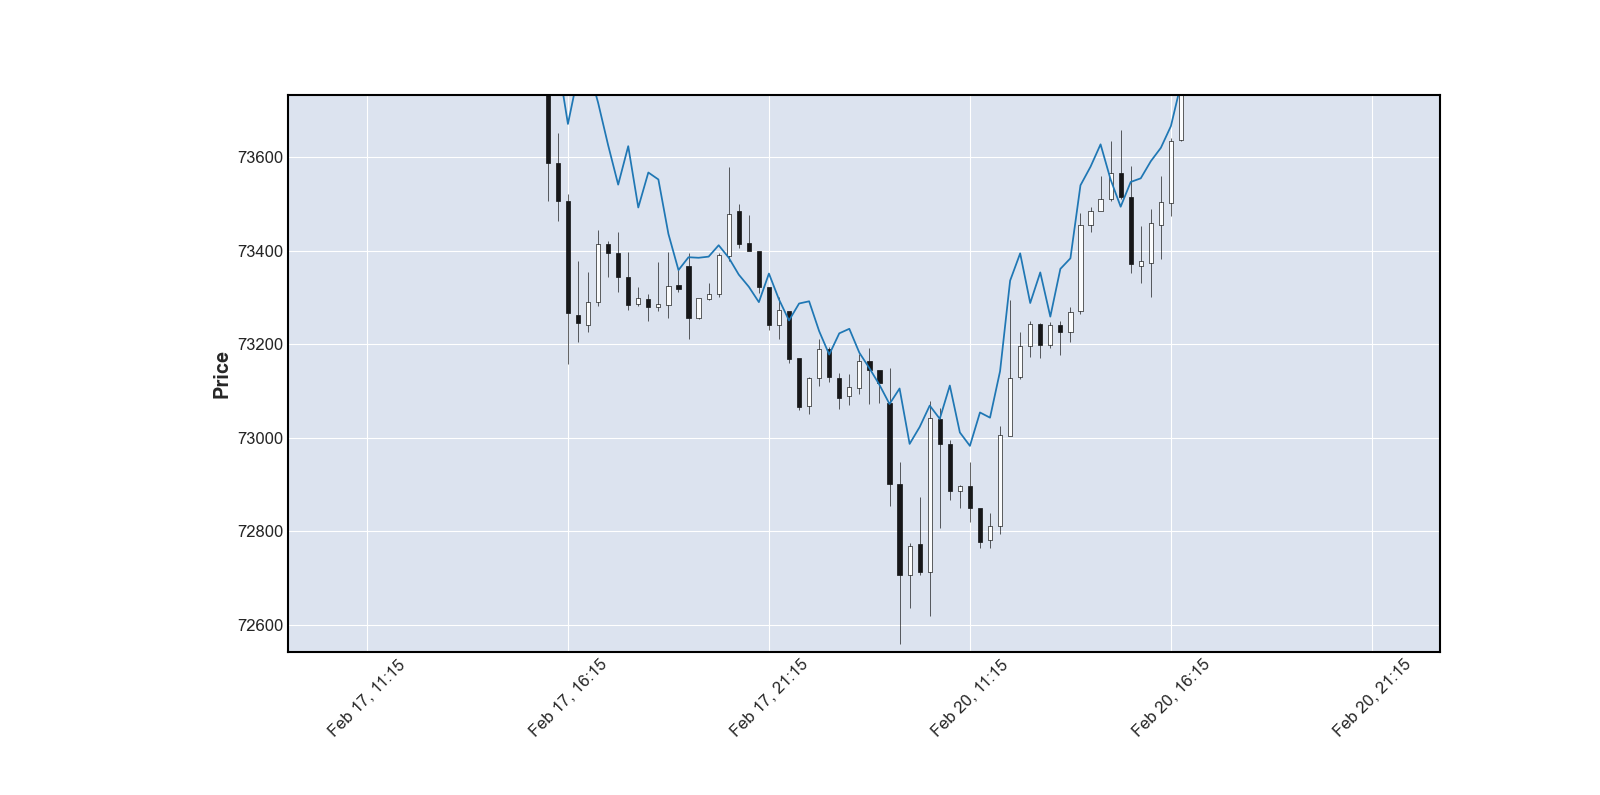 Price
73600
73400
73200
73000
72800
72600
Feb 17, 11:15
Feb 17, 16:15
Feb 17, 21:15
Feb 20, 11:15
Feb 20, 16:15
Feb 20, 21:15